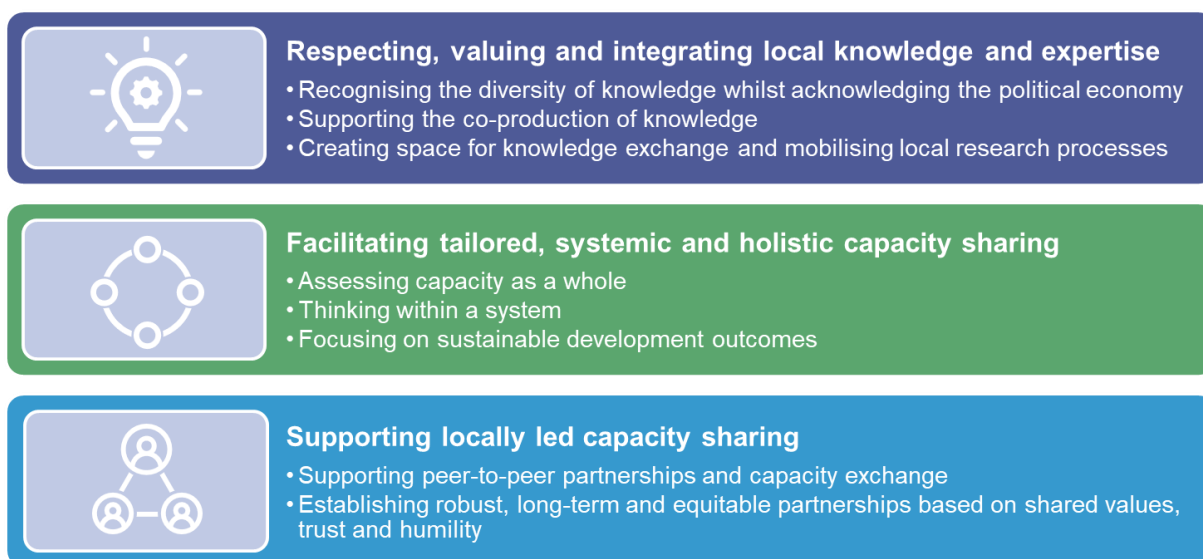 Respecting, valuing and integrating local knowledge and expertise
• Recognising the diversity of knowledge whilst acknowledging the political economy
• Supporting the co-production of knowledge
• Creating space for knowledge exchange and mobilising local research processes
Facilitating tailored, systemic and holistic capacity sharing
• Assessing capacity as a whole
• Thinking within a system
• Focusing on sustainable development outcomes
Supporting locally led capacity sharing
• Supporting peer-to-peer partnerships and capacity exchange
• Establishing robust, long-term and equitable partnerships based on shared values,
trust and humility